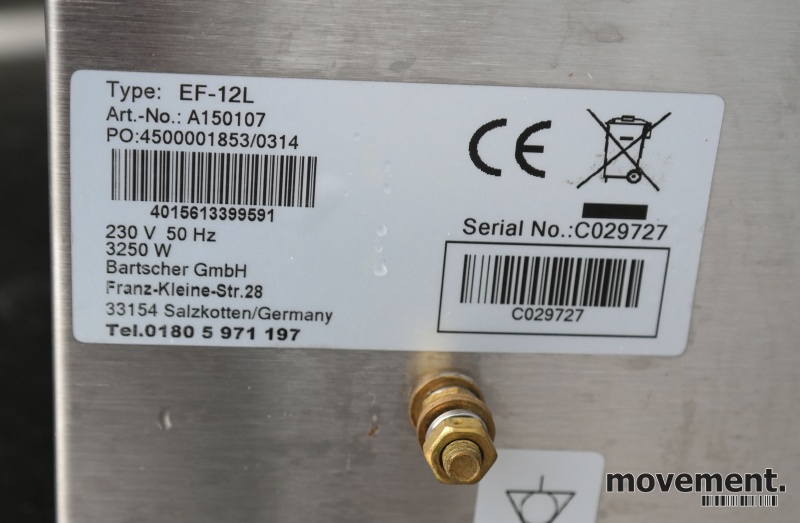 Type: EF-12L
Art.-No.: A150107
PO:4500001853/0314
4015613399591
230 V 50 Hz
3250 W
Bartscher GmbH
Franz-Kleine-Str.28
33154 Salzkotten/Germany
Tel.0180 5 971 197
CE
Serial No.:C029727
C029727
movement.